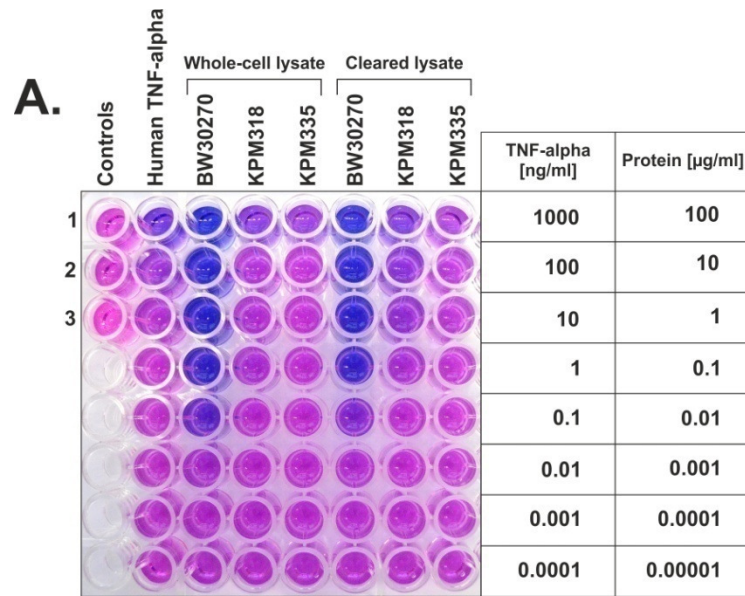 A.
Whole-cell lysate
Cleared lysate
Controls
Human TNF-alpha
BW30270
KPM318
KPM335
BW30270
KPM318
KPM335
TNF-alpha [ng/ml]
Protein [µg/ml]
1
1000
100
2
100
10
3
10
1
1
0.1
0.1
0.01
0.01
0.001
0.001
0.0001
0.0001
0.00001